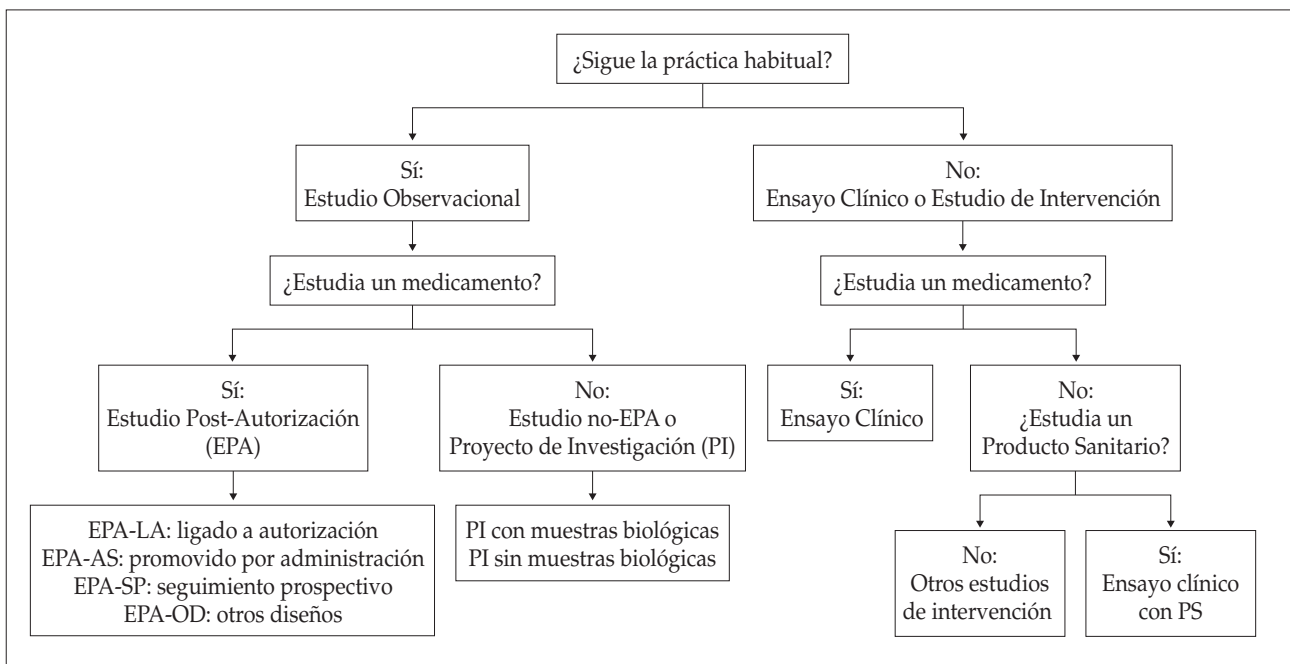 ¿Sigue la práctica habitual?
Sí:
Estudio Observacional
No:
Ensayo Clínico o Estudio de Intervención
¿Estudia un medicamento?
¿Estudia un medicamento?
Sí:
Estudio Post-Autorización
(EPA)
No:
Estudio no-EPA o
Proyecto de Investigación (PI)
Sí:
Ensayo Clínico
No:
¿Estudia un
Producto Sanitario?
EPA-LA: ligado a autorización
EPA-AS: promovido por administración
EPA-SP: seguimiento prospectivo
EPA-OD: otros diseños
PI con muestras biológicas
PI sin muestras biológicas
No:
Otros estudios
de intervención
Sí:
Ensayo clínico
con PS